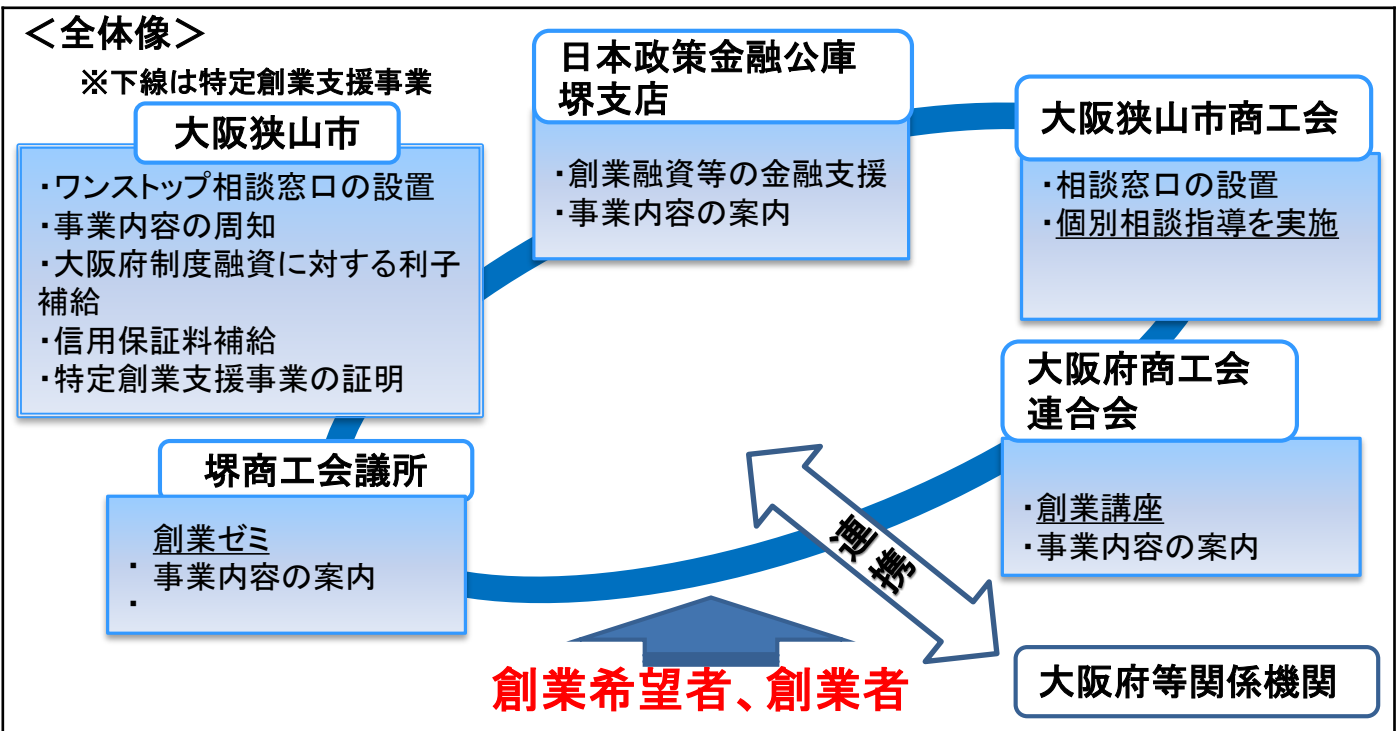 ＜全体像＞
※下線は特定創業支援事業
大阪狭山市
・ワンストップ相談窓口の設置
・事業内容の周知
・大阪府制度融資に対する利子
補給
・信用保証料補給
・特定創業支援事業の証明
日本政策金融公庫
堺支店
・創業融資等の金融支援
・事業内容の案内
大阪狭山市商工会
・相談窓口の設置
・個別相談指導を実施
大阪府商工会
連合会
・創業講座
・事業内容の案内
堺商工会議所
・創業ゼミ
・事業内容の案内
連携
創業希望者、創業者
大阪府等関係機関